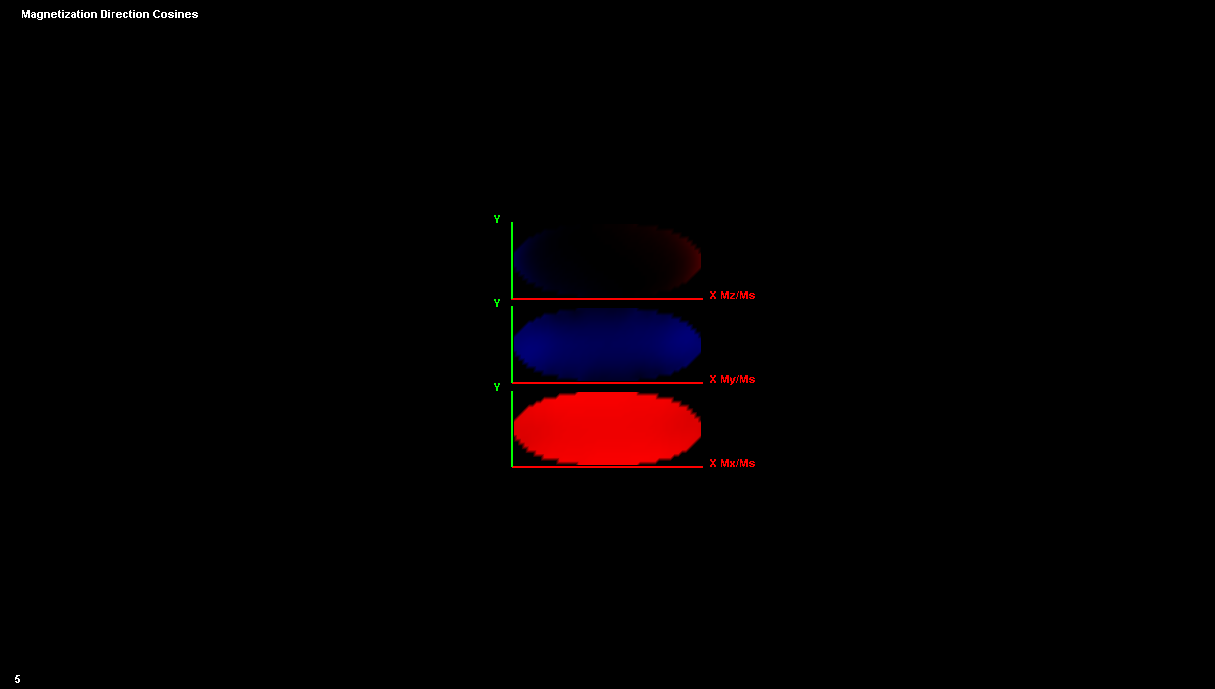 Magnetization Direction Cosines
Y
X Mz/Ms
Y
X My/Ms
Y
X Mx/Ms
5